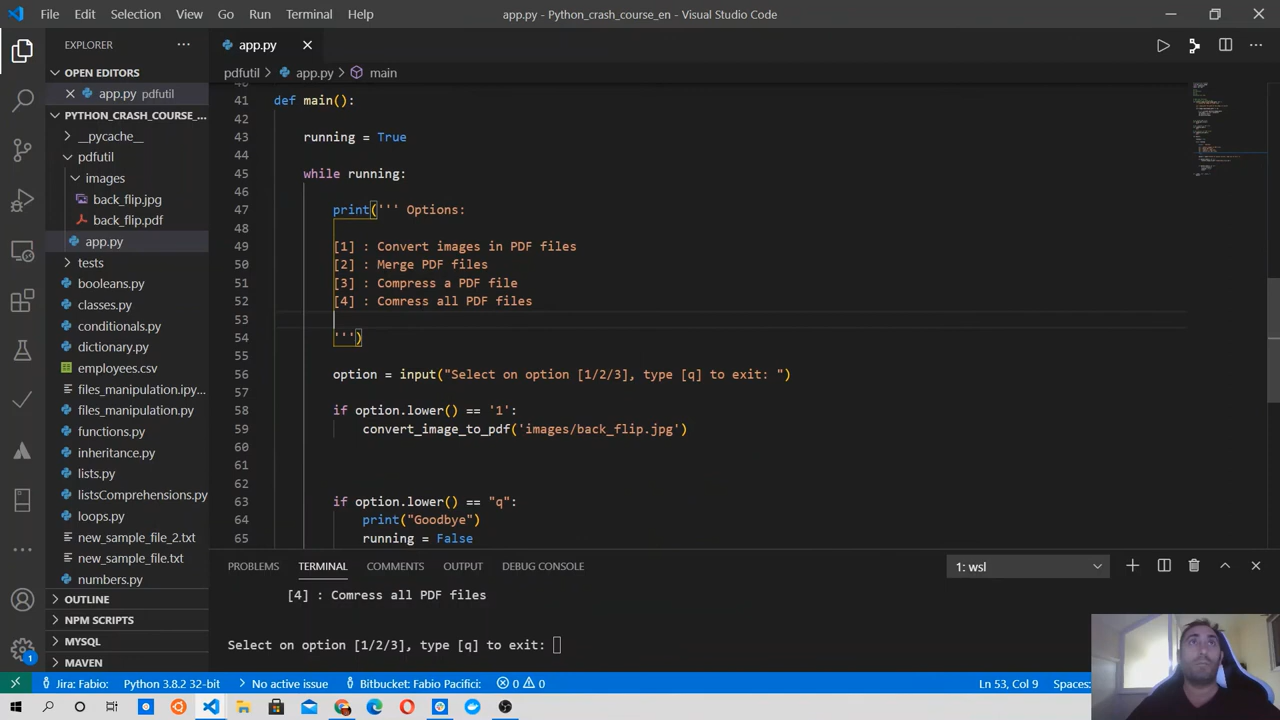 File Edit Selection View Go Run Terminal Help
app.py - Python_crash_course_en - Visual Studio Code
EXPLORER
OPEN EDITORS
app.py pdfutil
PYTHON_CRASH_COURSE_...
__pycache__
pdfutil
images
back_flip.jpg
back_flip.pdf
app.py
tests
booleans.py
classes.py
conditionals.py
dictionary.py
employees.csv
files_manipulation.ipy...
files_manipulation.py
functions.py
inheritance.py
lists.py
listsComprehensions.py
loops.py
new_sample_file_2.txt
new_sample_file.txt
numbers.py
OUTLINE
NPM SCRIPTS
MYSQL
MAVEN
app.py
pdfutil > app.py > main
41 def main():
42
43 running = True
44
45 while running:
46
47 print(''' Options:
48
49 [1] : Convert images in PDF files
50 [2] : Merge PDF files
51 [3] : Compress a PDF file
52 [4] : Comress all PDF files
53
54 ''')
55
56 option = input("Select on option [1/2/3], type [q] to exit: ")
57
58 if option.lower() == '1':
59 convert_image_to_pdf('images/back_flip.jpg')
60
61
62
63 if option.lower() == "q":
64 print("Goodbye")
65 running = False
PROBLEMS TERMINAL COMMENTS OUTPUT DEBUG CONSOLE
1: wsl
[4] : Comress all PDF files
Select on option [1/2/3], type [q] to exit:
1
Jira: Fabio: Python 3.8.2 32-bit No active issue Bitbucket: Fabio Pacifici: 0 0
Ln 53, Col 9 Spaces: